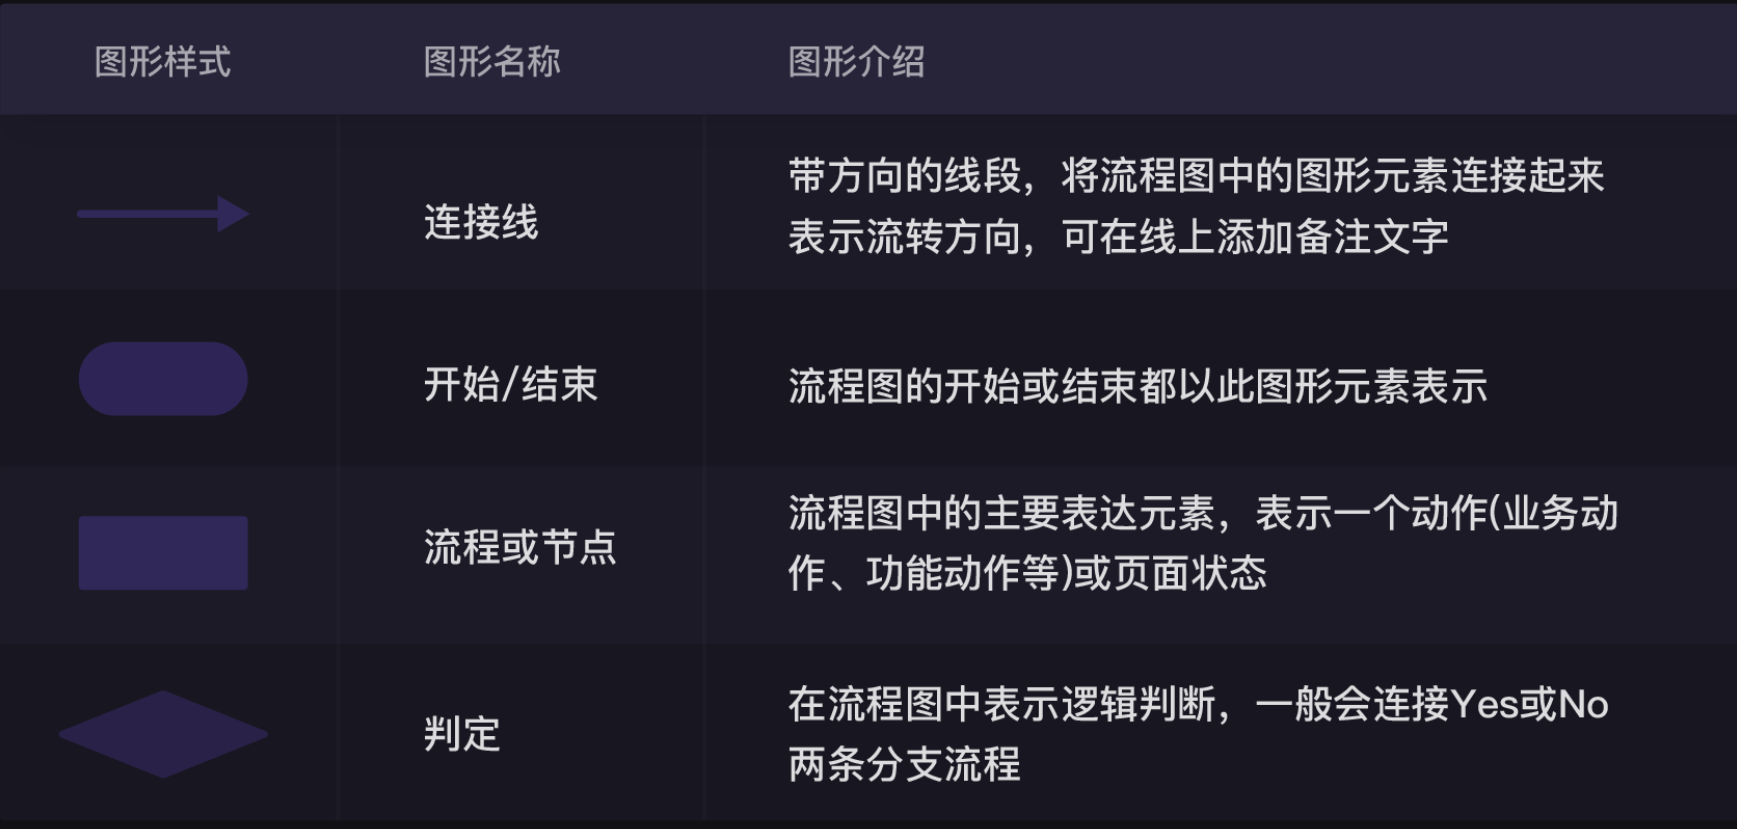 图形样式
图形名称
图形介绍
连接线
带方向的线段，将流程图中的图形元素连接起来
表示流转方向，可在线上添加备注文字
开始/结束
流程图的开始或结束都以此图形元素表示
流程或节点
流程图中的主要表达元素，表示一个动作(业务动
作、功能动作等)或页面状态
判定
在流程图中表示逻辑判断，一般会连接Yes或No
两条分支流程